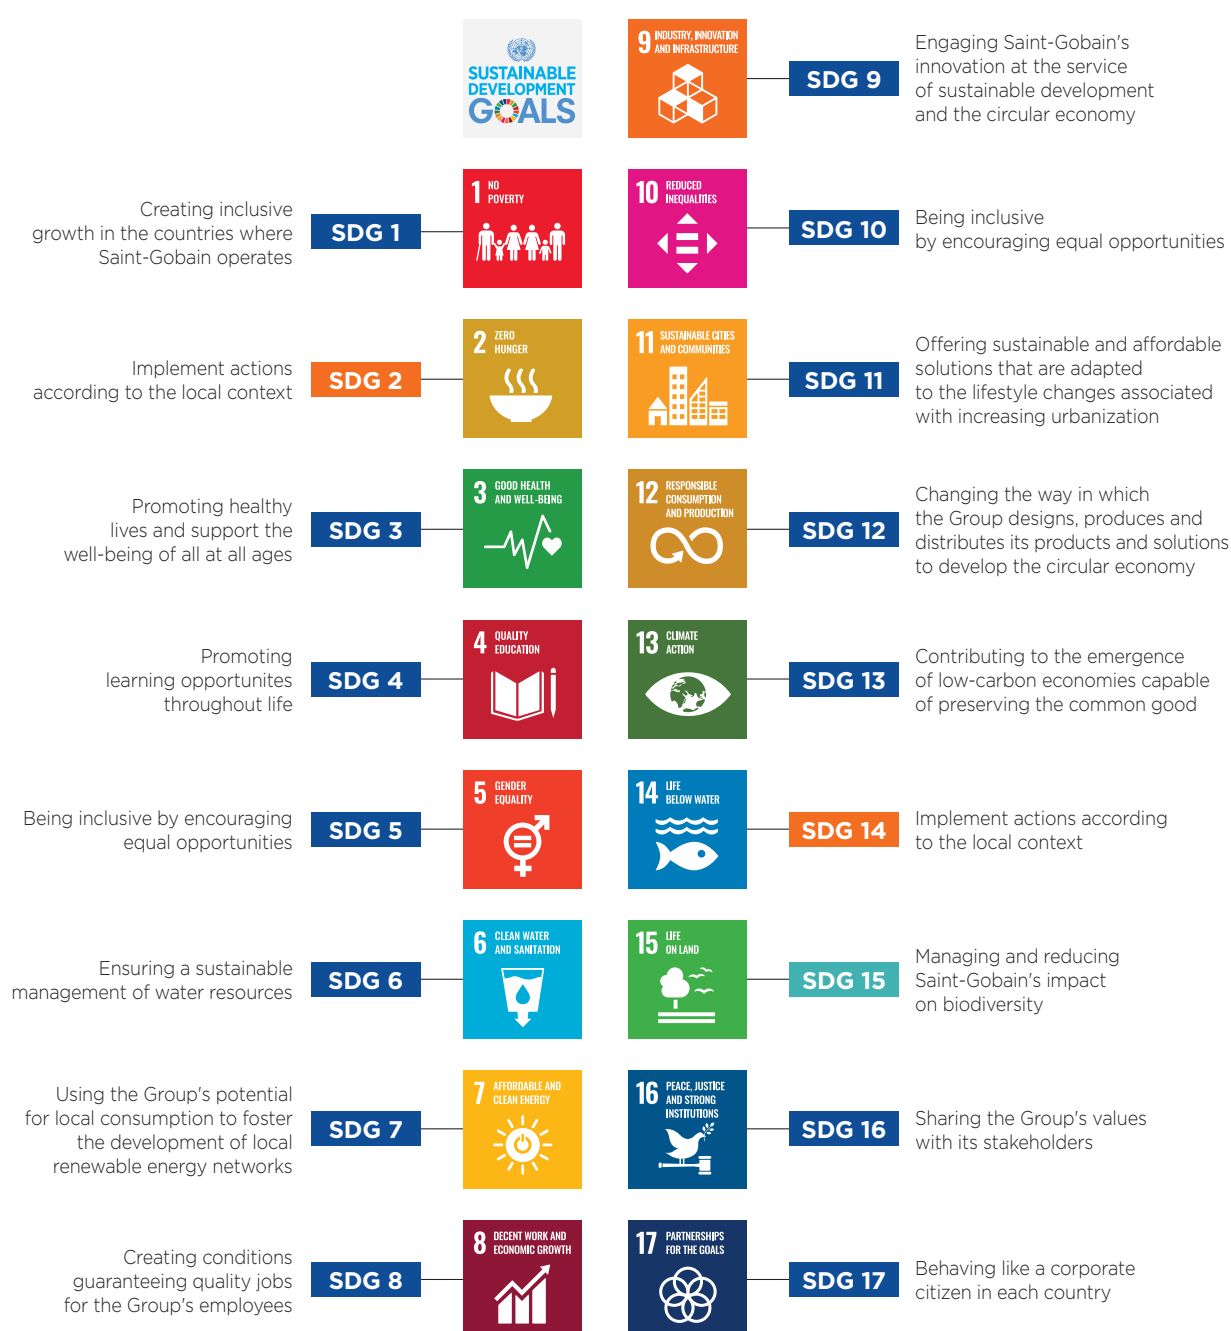 SUSTAINABLE
DEVELOPMENT
GOALS
9 INDUSTRY, INNOVATION
AND INFRASTRUCTURE
SDG 9
Engaging Saint-Gobain's
innovation at the service
of sustainable development
and the circular economy
Creating inclusive
growth in the countries where
Saint-Gobain operates
SDG 1
1 NO
POVERTY
10 REDUCED
INEQUALITIES
SDG 10
Being inclusive
by encouraging equal opportunities
Implement actions
according to the local context
SDG 2
2 ZERO
HUNGER
11 SUSTAINABLE CITIES
AND COMMUNITIES
SDG 11
Offering sustainable and affordable
solutions that are adapted
to the lifestyle changes associated
with increasing urbanization
Promoting healthy
lives and support the
well-being of all at all ages
SDG 3
3 GOOD HEALTH
AND WELL-BEING
12 RESPONSIBLE
CONSUMPTION
AND PRODUCTION
SDG 12
Changing the way in which
the Group designs, produces and
distributes its products and solutions
to develop the circular economy
Promoting
learning opportunites
throughout life
SDG 4
4 QUALITY
EDUCATION
13 CLIMATE
ACTION
SDG 13
Contributing to the emergence
of low-carbon economies capable
of preserving the common good
Being inclusive by encouraging
equal opportunities
SDG 5
5 GENDER
EQUALITY
14 LIFE
BELOW WATER
SDG 14
Implement actions according
to the local context
Ensuring a sustainable
management of water resources
SDG 6
6 CLEAN WATER
AND SANITATION
15 LIFE
ON LAND
SDG 15
Managing and reducing
Saint-Gobain's impact
on biodiversity
Using the Group's potential
for local consumption to foster
the development of local
renewable energy networks
SDG 7
7 AFFORDABLE AND
CLEAN ENERGY
16 PEACE, JUSTICE
AND STRONG
INSTITUTIONS
SDG 16
Sharing the Group's values
with its stakeholders
Creating conditions
guaranteeing quality jobs
for the Group's employees
SDG 8
8 DECENT WORK AND
ECONOMIC GROWTH
17 PARTNERSHIPS
FOR THE GOALS
SDG 17
Behaving like a corporate
citizen in each country